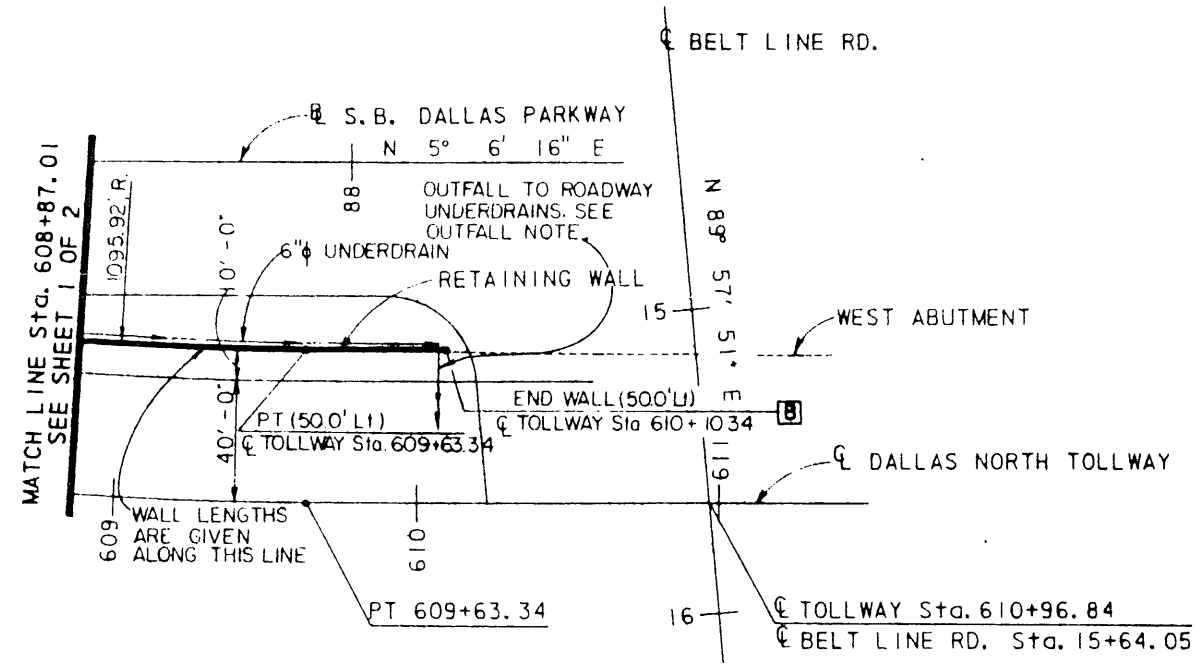 ℄ BELT LINE RD.
℄ S.B. DALLAS PARKWAY
N 5° 6' 16" E
88
OUTFALL TO ROADWAY
UNDERDRAINS. SEE
OUTFALL NOTE.
MATCH LINE Sta. 608+87.01
SEE SHEET 1 OF 2
1095.92' R.
10'-0"
6"ϕ UNDERDRAIN
RETAINING WALL
N 89° 57' 51" E
15
WEST ABUTMENT
END WALL (50.0' Lt)
℄ TOLLWAY Sta 610+10.34
B
PT (50.0' Lt)
℄ TOLLWAY Sta. 609+63.34
40'-0"
119
℄ DALLAS NORTH TOLLWAY
609
WALL LENGTHS
ARE GIVEN
ALONG THIS LINE
610
PT 609+63.34
16
℄ TOLLWAY Sta. 610+96.84
℄ BELT LINE RD. Sta. 15+64.05